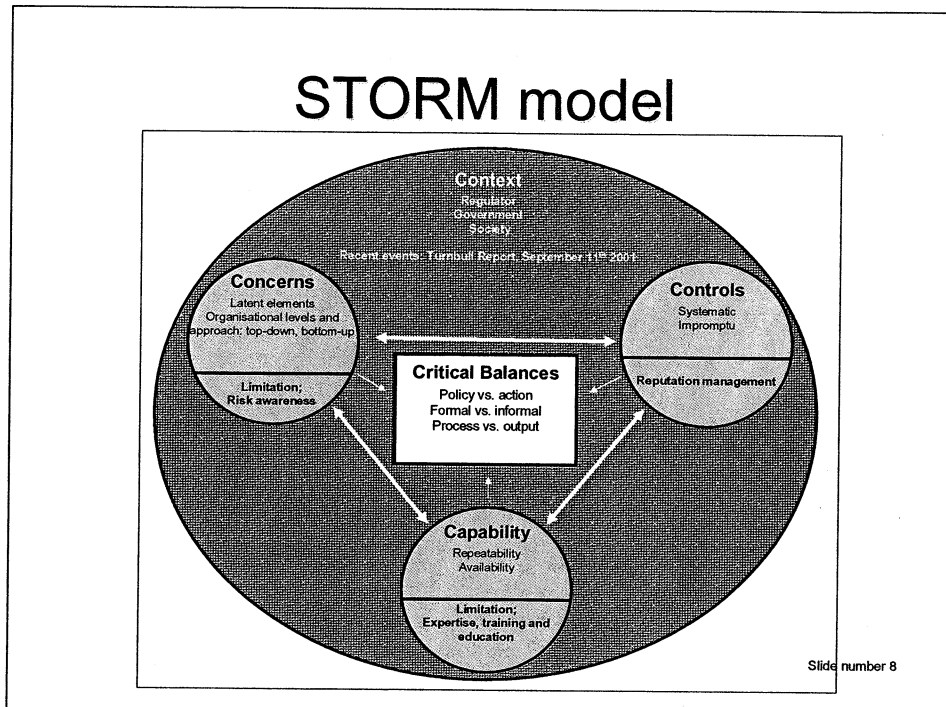 STORM model
Context
Regulator
Government
Society
Recent events: Turnbull Report, September 11th 2001
Concerns
Latent elements
Organisational levels and
approach: top-down, bottom-up
Limitation;
Risk awareness
Controls
Systematic
Impromptu
Reputation management
Critical Balances
Policy vs. action
Formal vs. informal
Process vs. output
Capability
Repeatability
Availability
Limitation;
Expertise, training and
education
Slide number 8